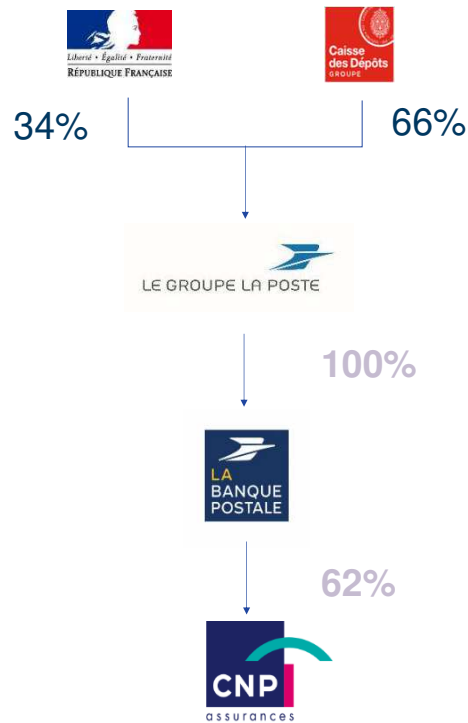 Liberté • Égalité • Fraternité
RÉPUBLIQUE FRANÇAISE
Caisse
des Dépôts
GROUPE
34%
66%
LE GROUPE LA POSTE
100%
LA
BANQUE
POSTALE
62%
CNP
assurances